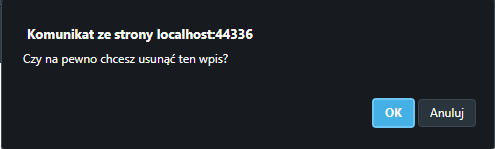 Komunikat ze strony localhost:44336
Czy na pewno chcesz usunąć ten wpis?
OK Anuluj